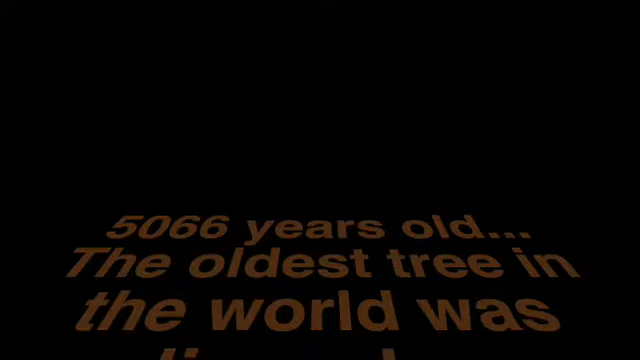 5066 years old...
The oldest tree in
the world was